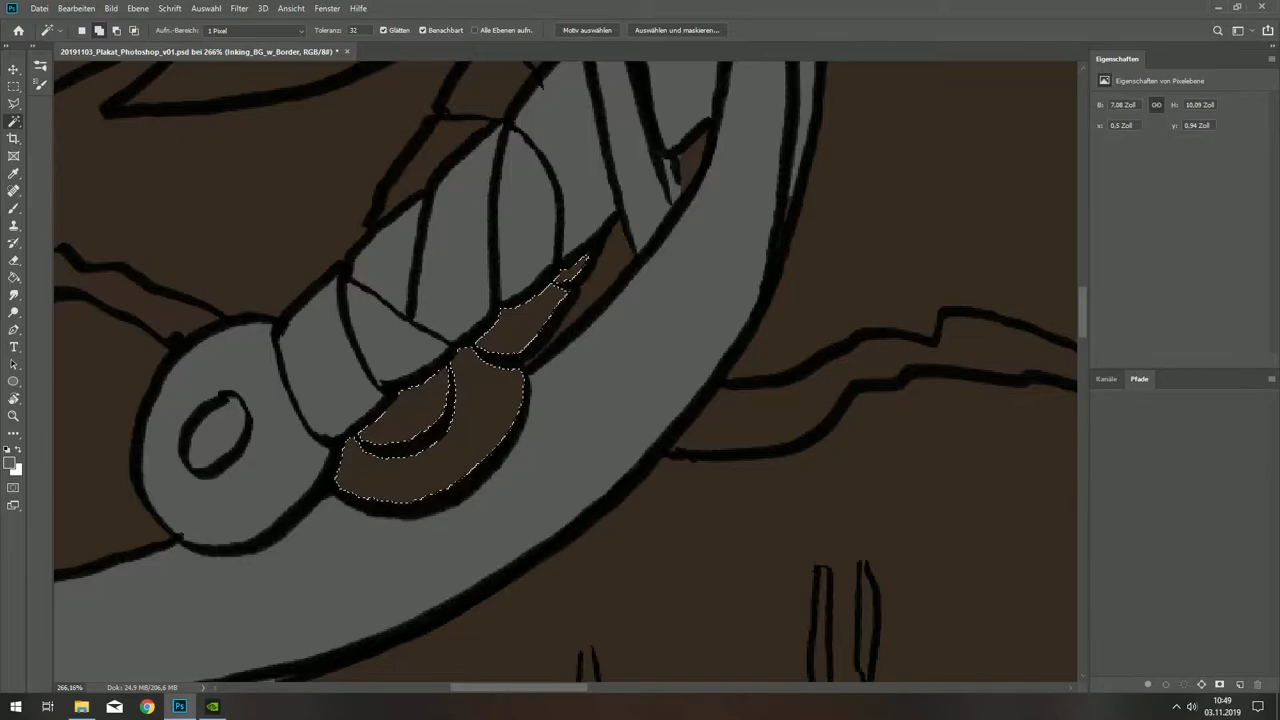 Datei Bearbeiten Bild Ebene Schrift Auswahl Filter 3D Ansicht Fenster Hilfe
Aufn.-Bereich: 1 Pixel Toleranz: 32 Glätten Benachbart Alle Ebenen aufn. Motiv auswählen Auswählen und maskieren...
20191103_Plakat_Photoshop_v01.psd bei 266% (Inking_BG_w_Border, RGB/8#) *
Eigenschaften
Eigenschaften von Pixelebene
B: 7,08 Zoll H: 10,09 Zoll
x: 0,5 Zoll y: 0,94 Zoll
Kanäle Pfade
266,16% Dok: 24,9 MB/206,6 MB
10:49
03.11.2019